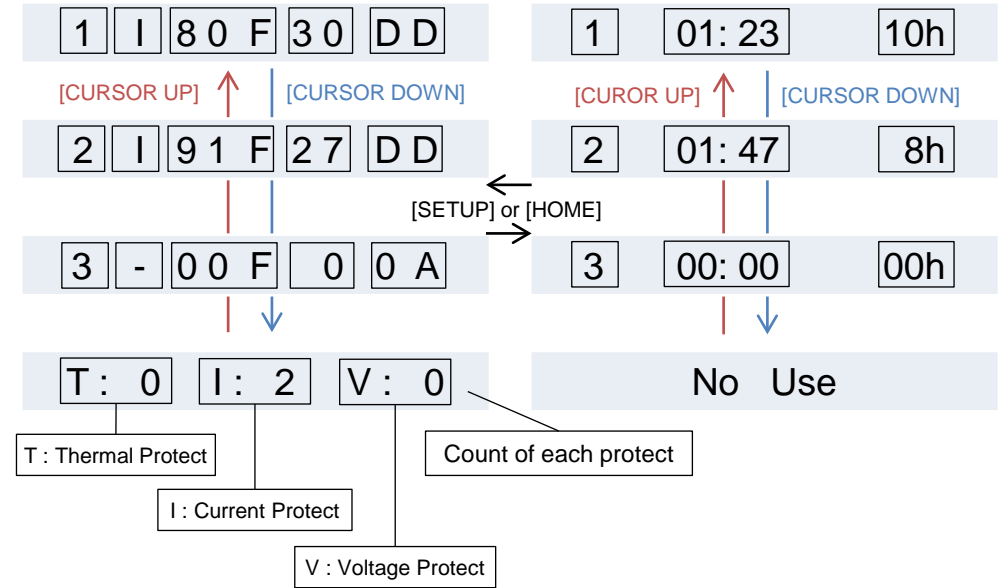 1 I 80 F 30 DD
1 01:23 10h
[CURSOR UP] [CURSOR DOWN]
[CUROR UP] [CURSOR DOWN]
2 I 91 F 27 DD
2 01:47 8h
[SETUP] or [HOME]
3 - 00 F 0 0 A
3 00:00 00h
T: 0 I: 2 V: 0
No Use
T : Thermal Protect
Count of each protect
I : Current Protect
V : Voltage Protect